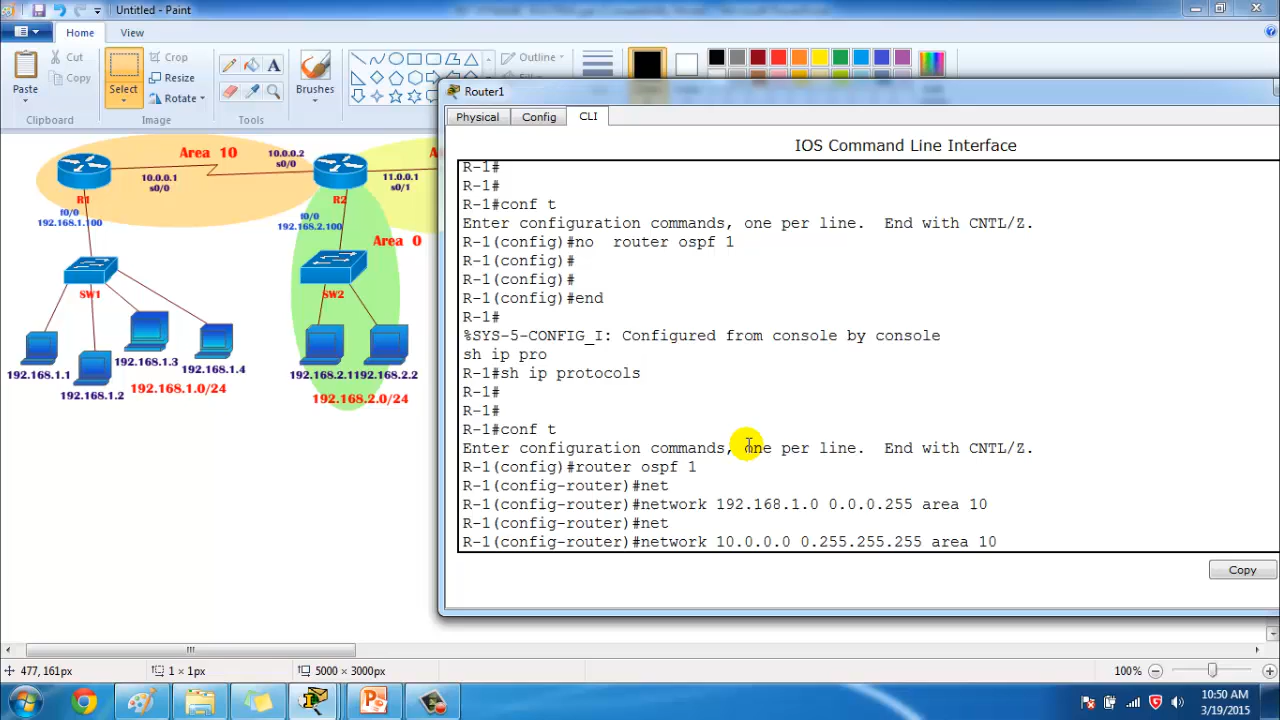 Untitled - Paint
Home View
Paste
Cut
Copy
Clipboard
Select
Crop
Resize
Rotate
Image
Tools
Brushes
Outline
Router1
Physical Config CLI
IOS Command Line Interface
R-1#
R-1#
R-1#conf t
Enter configuration commands, one per line. End with CNTL/Z.
R-1(config)#no router ospf 1
R-1(config)#
R-1(config)#
R-1(config)#end
R-1#
%SYS-5-CONFIG_I: Configured from console by console
sh ip pro
R-1#sh ip protocols
R-1#
R-1#
R-1#conf t
Enter configuration commands, one per line. End with CNTL/Z.
R-1(config)#router ospf 1
R-1(config-router)#net
R-1(config-router)#network 192.168.1.0 0.0.0.255 area 10
R-1(config-router)#net
R-1(config-router)#network 10.0.0.0 0.255.255.255 area 10
Copy
Area 10
10.0.0.2
s0/0
10.0.0.1
s0/0
11.0.0.1
s0/1
R1
R2
f0/0
192.168.1.100
f0/0
192.168.2.100
Area 0
SW1
SW2
192.168.1.1
192.168.1.2
192.168.1.3
192.168.1.4
192.168.1.0/24
192.168.2.1
192.168.2.2
192.168.2.0/24
477, 161px
1 × 1px
5000 × 3000px
100%
10:50 AM
3/19/2015